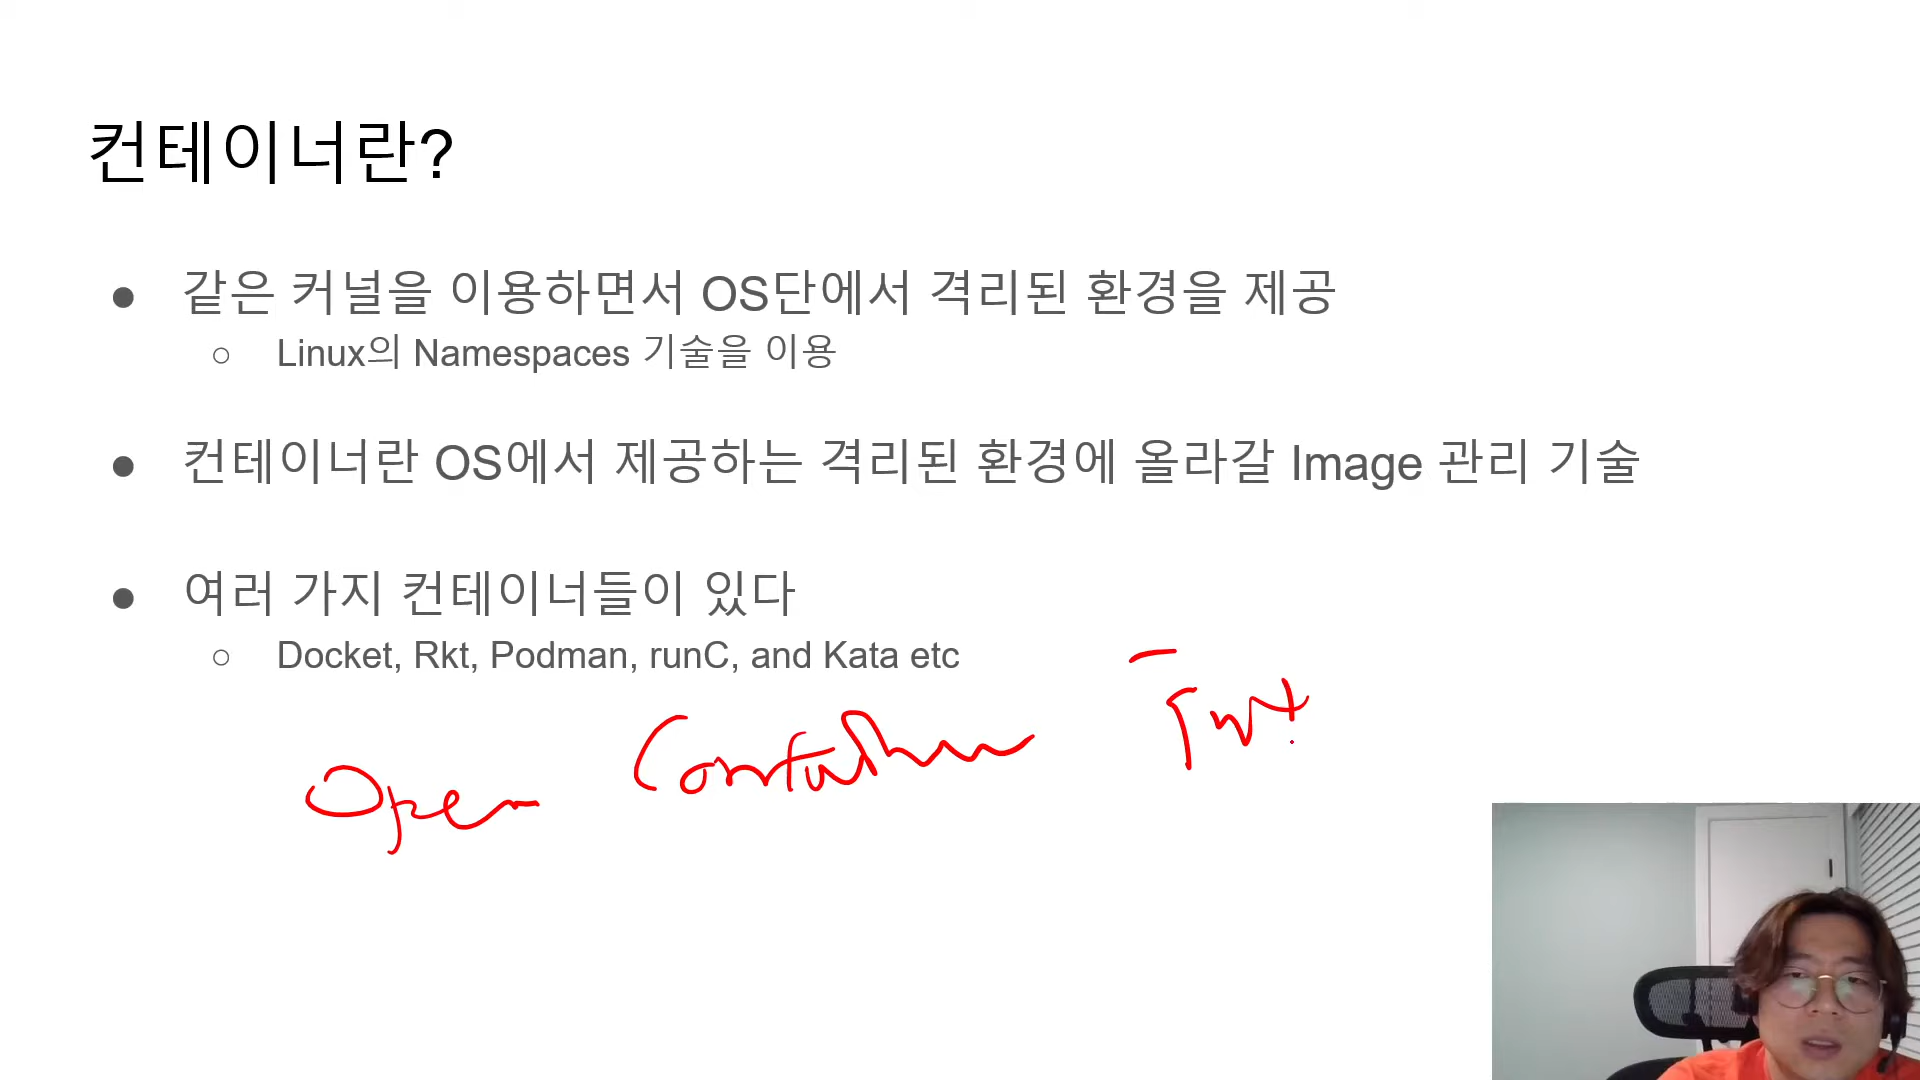 컨테이너란?
같은 커널을 이용하면서 OS단에서 격리된 환경을 제공
Linux의 Namespaces 기술을 이용
컨테이너란 OS에서 제공하는 격리된 환경에 올라갈 Image 관리 기술
여러 가지 컨테이너들이 있다
Docket, Rkt, Podman, runC, and Kata etc
Open Container